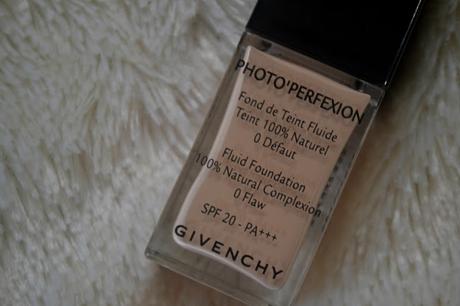 PHOTO'PERFEXION
Fond de Teint Fluide
Teint 100% Naturel
0 Défaut
Fluid Foundation
100% Natural Complexion
0 Flaw
SPF 20 - PA+++
GIVENCHY